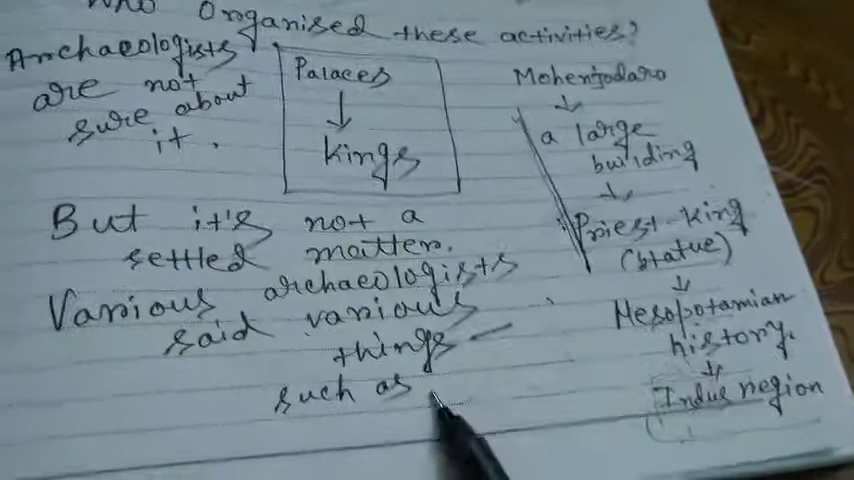 Who Organised these activities?
Archaeologists
are not
sure about
it.
Palaces
↓
Kings
But it's not a
settled matter.
Various archaeologists
said various
things —
such as
Mohenjodaro
↓
a large
building
↓
Priest-King
(Statue)
↓
Mesopotamian
history.
↓
Indus region